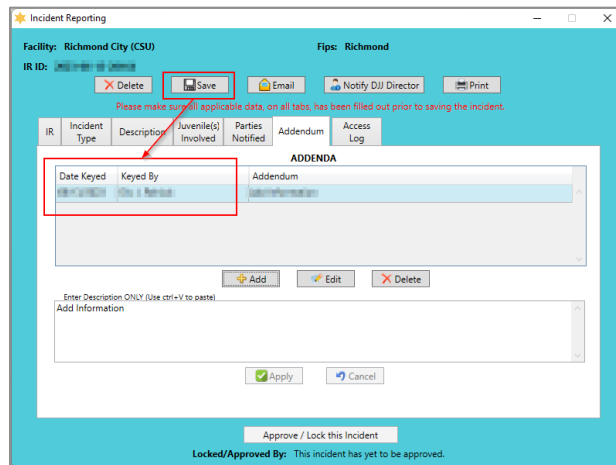 Incident Reporting
Facility: Richmond City (CSU) Fips: Richmond
IR ID:
Delete Save Email Notify DJJ Director Print
Please make sure all applicable data, on all tabs, has been filled out prior to saving the incident.
IR Incident Type Description Juvenile(s) Involved Parties Notified Addendum Access Log
ADDENDA
Date Keyed Keyed By Addendum
Add Edit Delete
Enter Description ONLY (Use ctrl+V to paste)
Add Information
Apply Cancel
Approve / Lock this Incident
Locked/Approved By: This incident has yet to be approved.